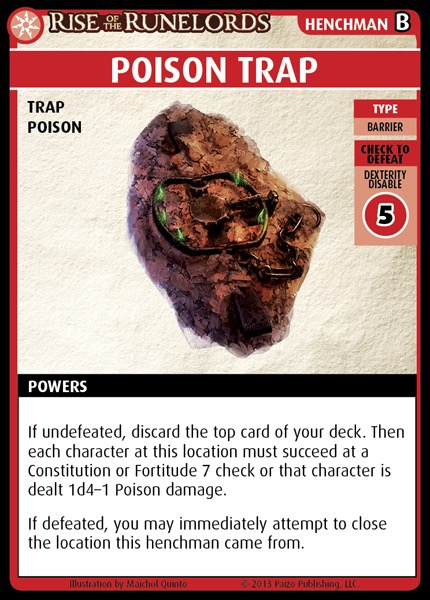 RISE OF THE RUNELORDS
HENCHMAN B
POISON TRAP
TRAP
POISON
TYPE
BARRIER
CHECK TO
DEFEAT
DEXTERITY
DISABLE
5
POWERS
If undefeated, discard the top card of your deck. Then
each character at this location must succeed at a
Constitution or Fortitude 7 check or that character is
dealt 1d4–1 Poison damage.
If defeated, you may immediately attempt to close
the location this henchman came from.
Illustration by Maichol Quinto © 2013 Paizo Publishing, LLC.